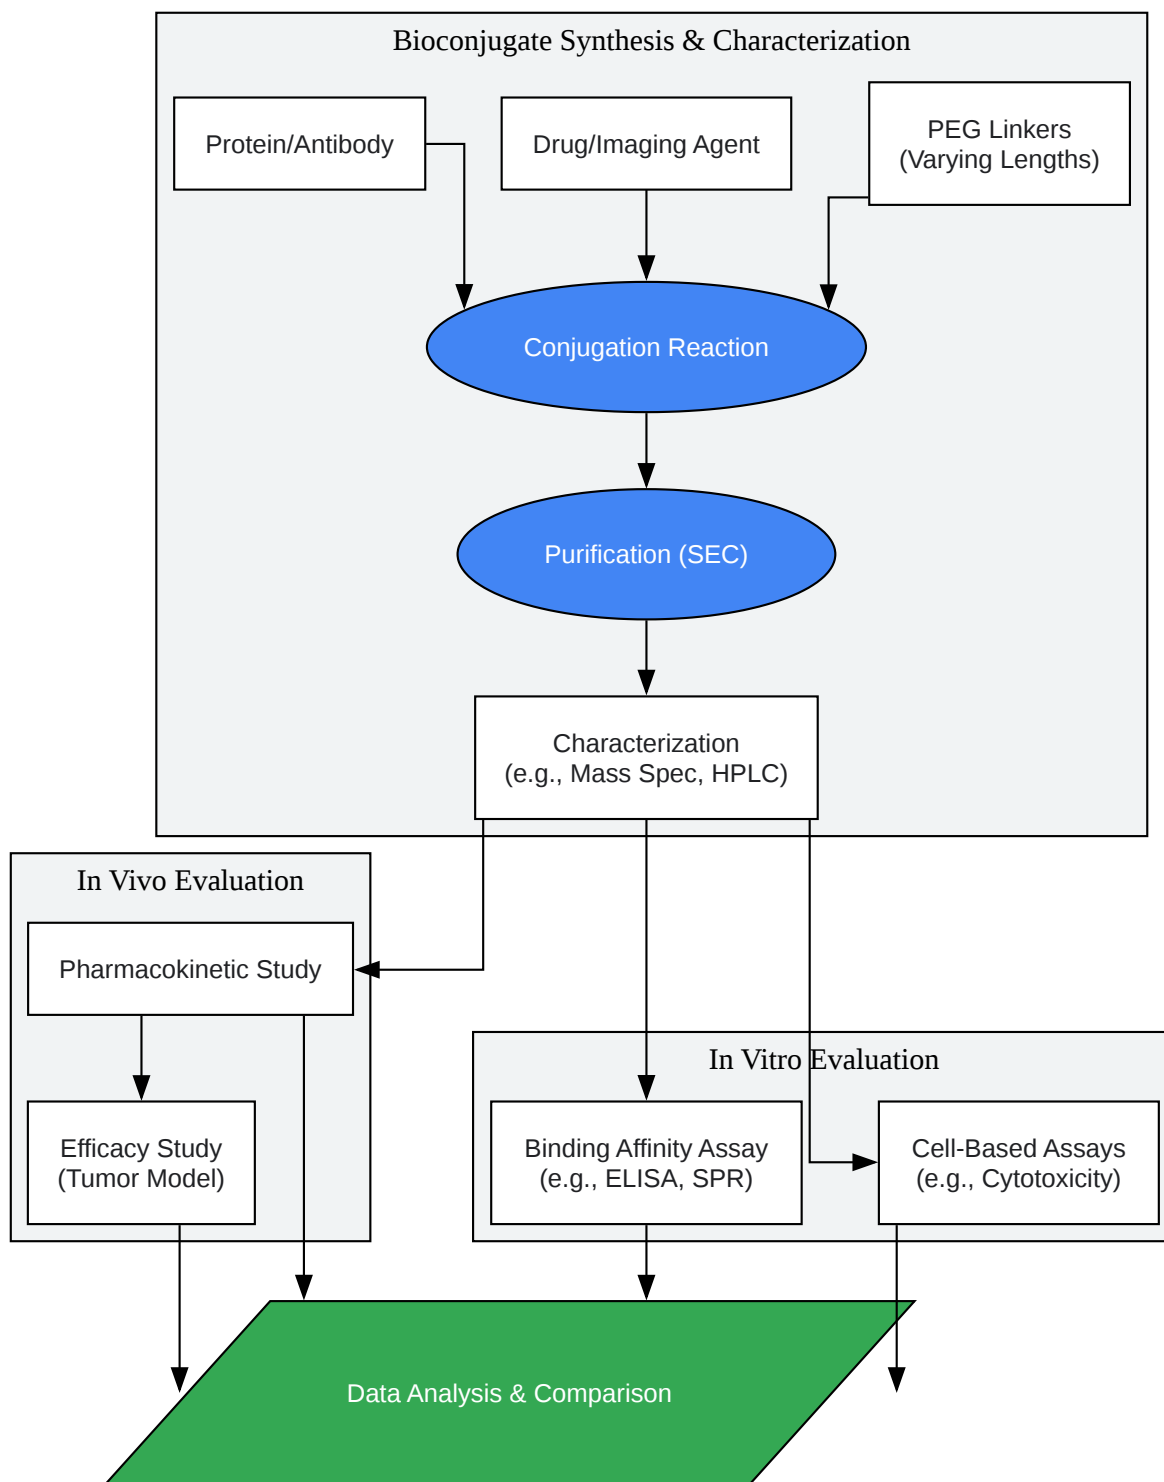 Bioconjugate Synthesis & Characterization
Protein/Antibody
Drug/Imaging Agent
PEG Linkers
(Varying Lengths)
Conjugation Reaction
Purification (SEC)
Characterization
(e.g., Mass Spec, HPLC)
In Vivo Evaluation
Pharmacokinetic Study
Efficacy Study
(Tumor Model)
In Vitro Evaluation
Binding Affinity Assay
(e.g., ELISA, SPR)
Cell-Based Assays
(e.g., Cytotoxicity)
Data Analysis & Comparison